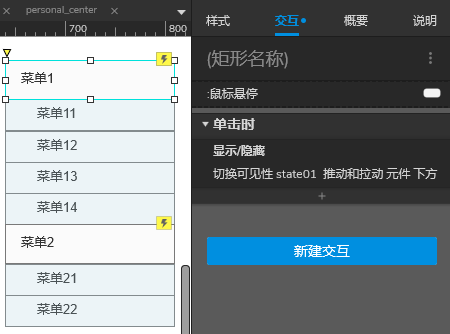 personal_center
样式 交互 概要 说明
700 800
(矩形名称)
菜单1
:鼠标悬停
菜单11
单击时
菜单12
显示/隐藏
菜单13
切换可见性 state01 推动和拉动 元件 下方
菜单14
菜单2
新建交互
菜单21
菜单22